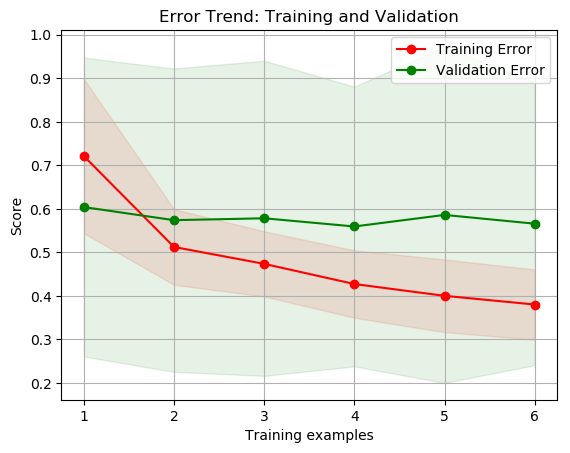 Error Trend: Training and Validation
Training Error
Validation Error
Score
1.0
0.9
0.8
0.7
0.6
0.5
0.4
0.3
0.2
1 2 3 4 5 6
Training examples